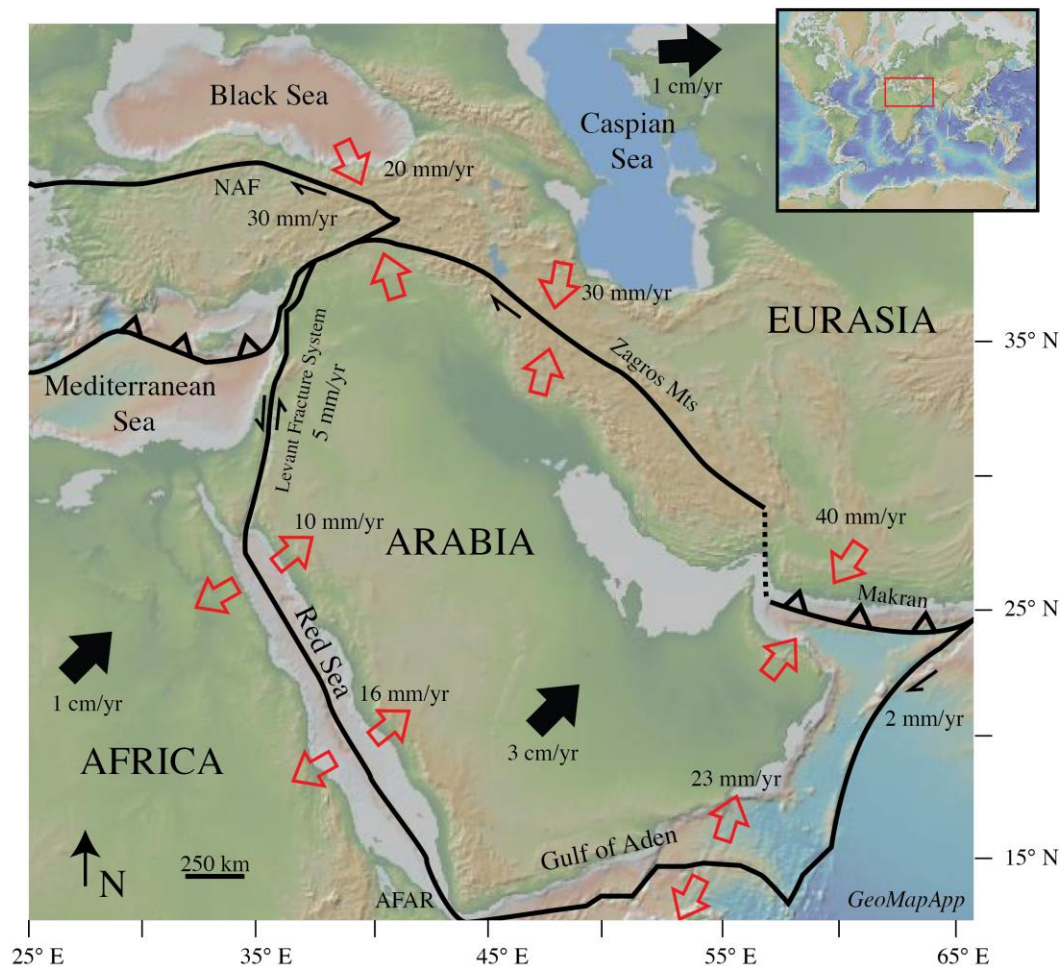 Black Sea
1 cm/yr
Caspian
Sea
NAF
20 mm/yr
30 mm/yr
30 mm/yr
EURASIA
35° N
Zagros Mts
Mediterranean
Sea
Levant Fracture System
5 mm/yr
10 mm/yr
ARABIA
40 mm/yr
Makran
25° N
Red Sea
16 mm/yr
1 cm/yr
2 mm/yr
AFRICA
3 cm/yr
23 mm/yr
Gulf of Aden
15° N
N
250 km
AFAR
GeoMapApp
25° E
35° E
45° E
55° E
65° E